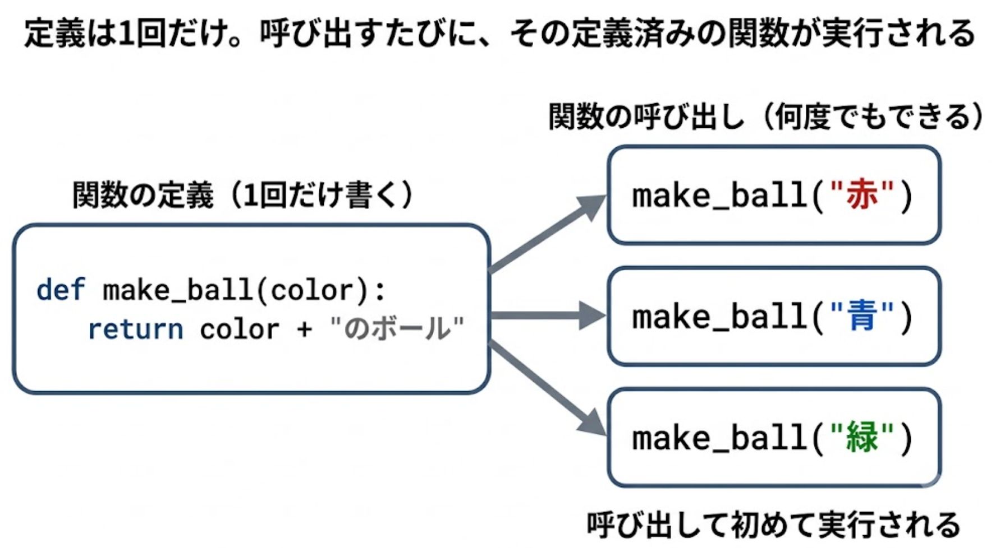 定義は1回だけ。呼び出すたびに、その定義済みの関数が実行される
関数の定義（1回だけ書く）
def make_ball(color):
    return color + "のボール"
関数の呼び出し（何度でもできる）
make_ball("赤")
make_ball("青")
make_ball("緑")
呼び出して初めて実行される